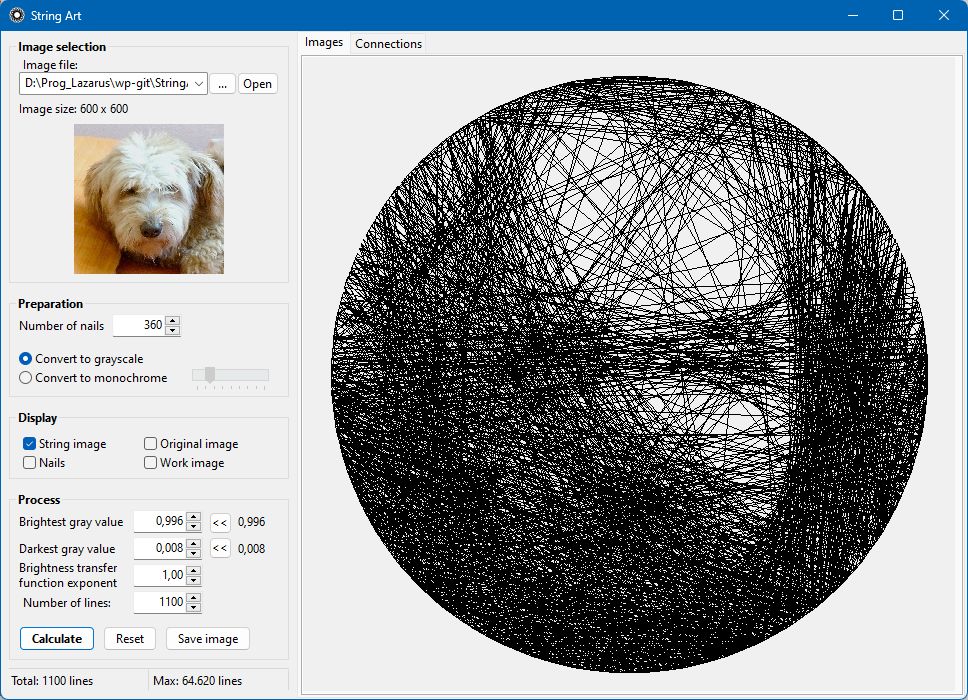 String Art
Image selection
Image file:
D:\Prog_Lazarus\wp-git\String
... Open
Image size: 600 x 600
Preparation
Number of nails 360
Convert to grayscale
Convert to monochrome
Display
String image Original image
Nails Work image
Process
Brightest gray value 0,996 << 0,996
Darkest gray value 0,008 << 0,008
Brightness transfer
function exponent 1,00
Number of lines: 1100
Calculate Reset Save image
Total: 1100 lines Max: 64.620 lines
Images Connections